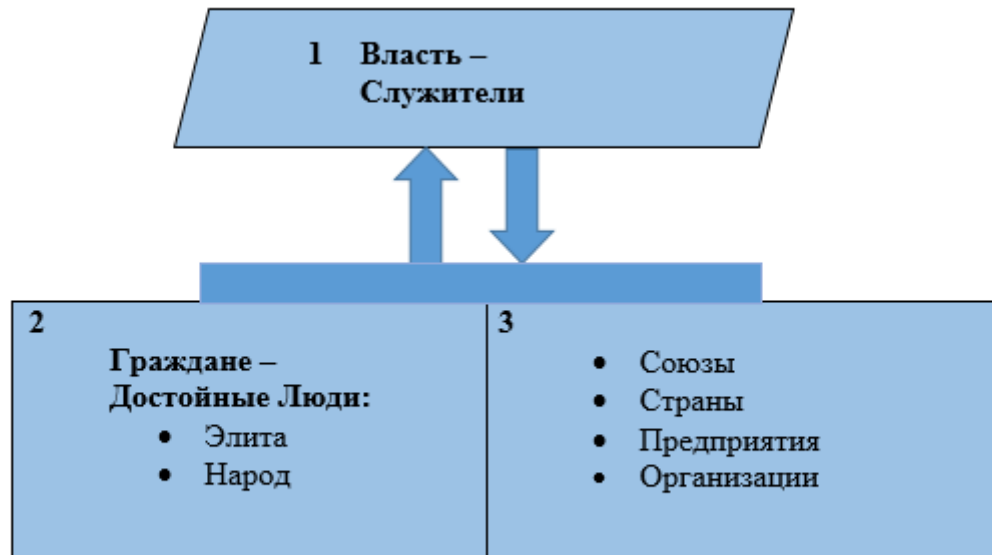 1 Власть –
Служители
2
Граждане –
Достойные Люди:
• Элита
• Народ
3
• Союзы
• Страны
• Предприятия
• Организации